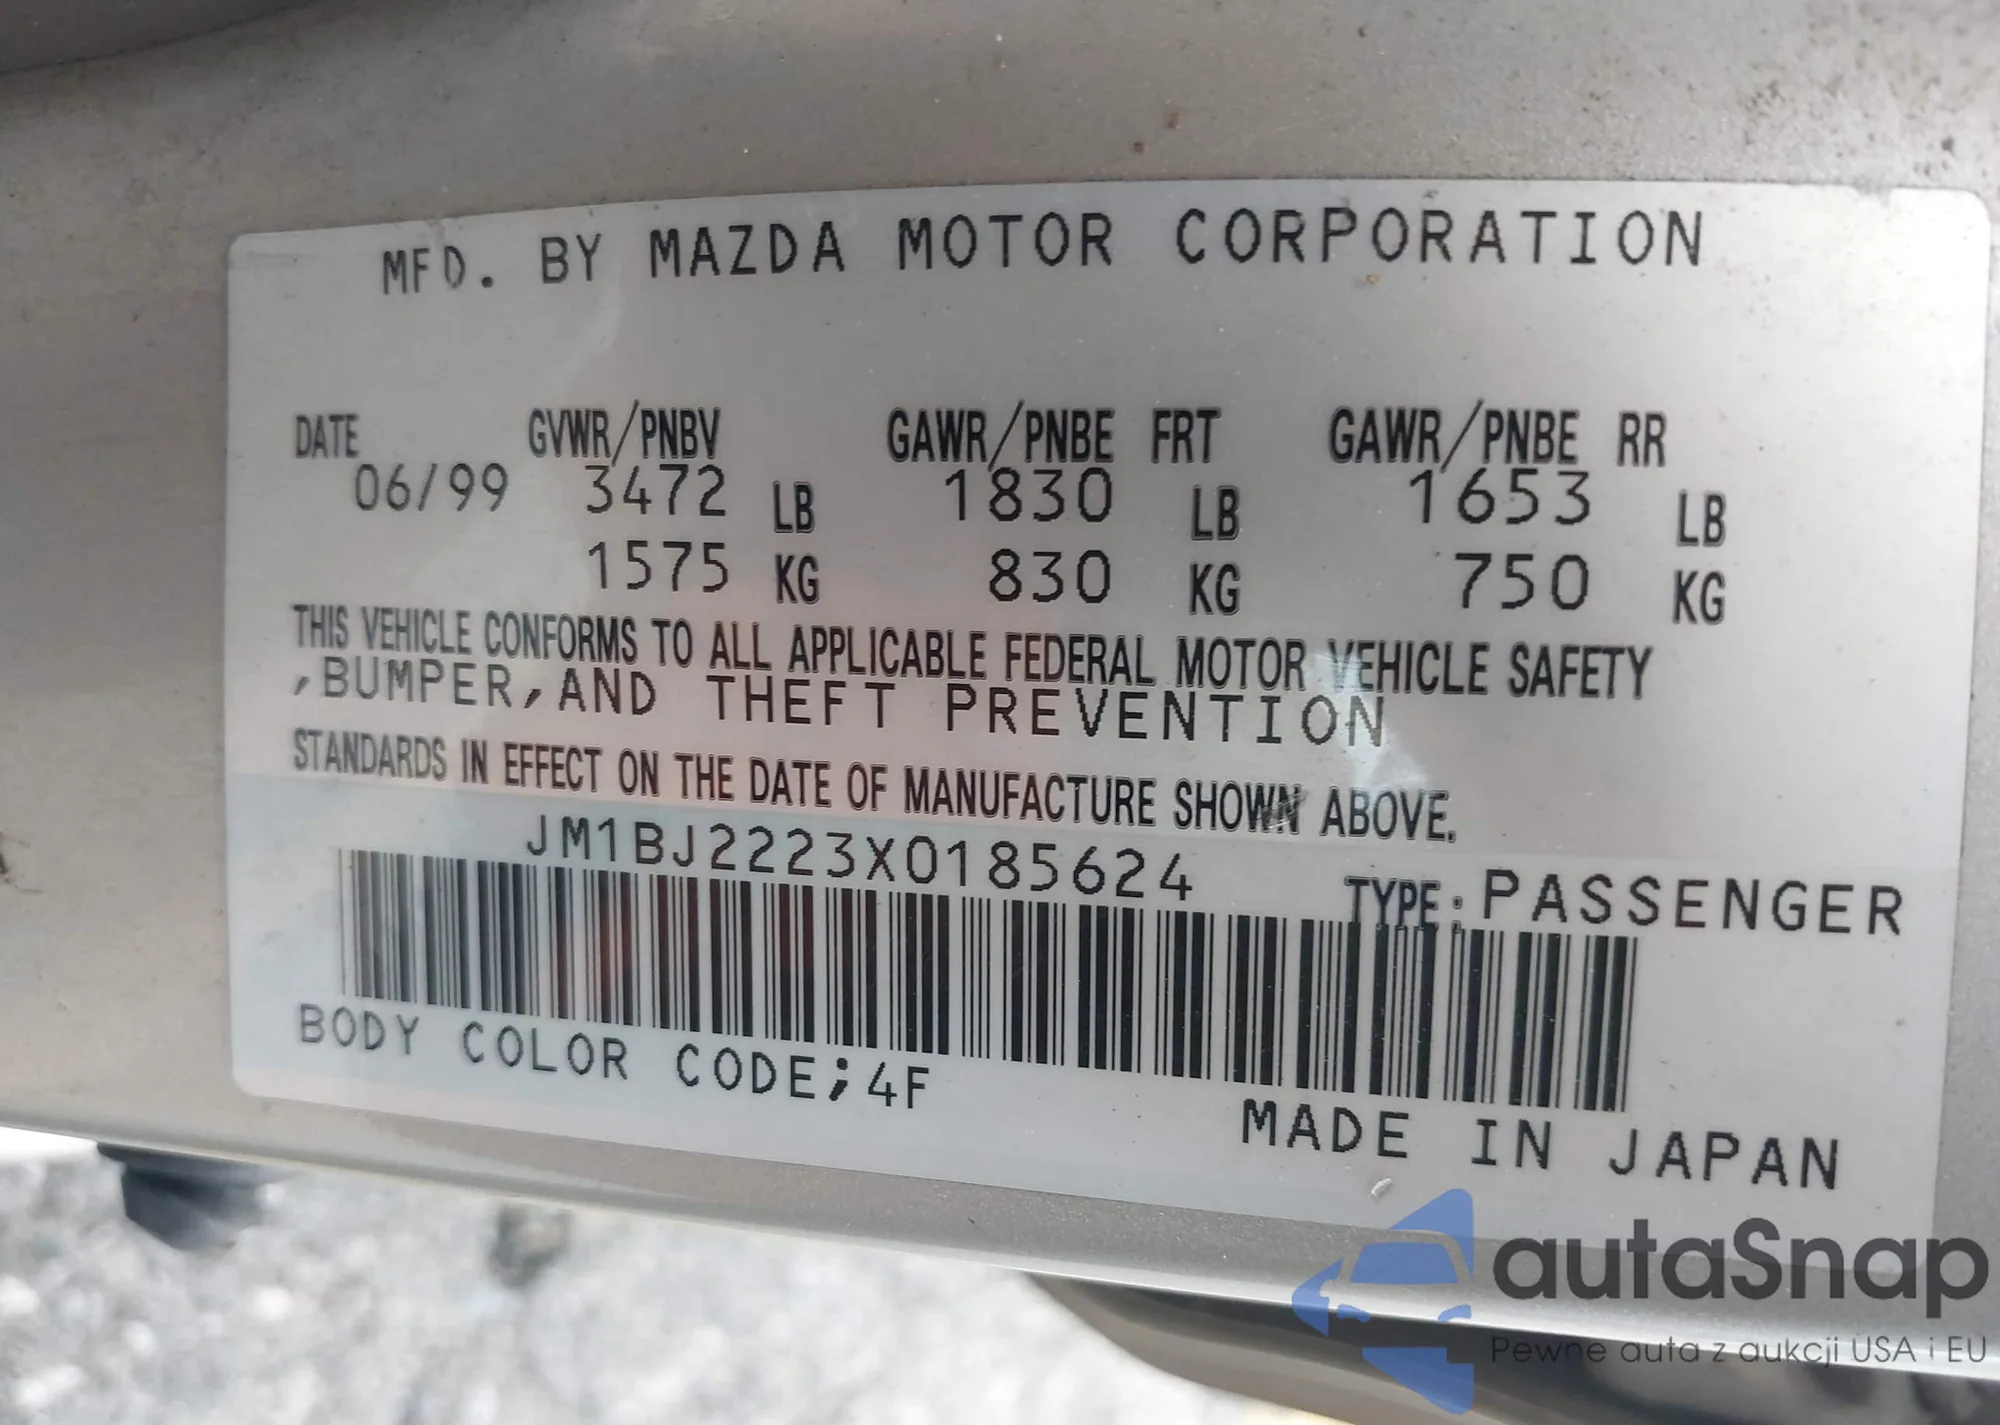 MFD. BY MAZDA MOTOR CORPORATION
DATE GVWR/PNBV GAWR/PNBE FRT GAWR/PNBE RR
06/99 3472 LB 1830 LB 1653 LB
1575 KG 830 KG 750 KG
THIS VEHICLE CONFORMS TO ALL APPLICABLE FEDERAL MOTOR VEHICLE SAFETY
,BUMPER,AND THEFT PREVENTION
STANDARDS IN EFFECT ON THE DATE OF MANUFACTURE SHOWN ABOVE.
JM1BJ2223X0185624
TYPE: PASSENGER
BODY COLOR CODE;4F
MADE IN JAPAN
autaSnap
Pewne auta z aukcji USA i EU